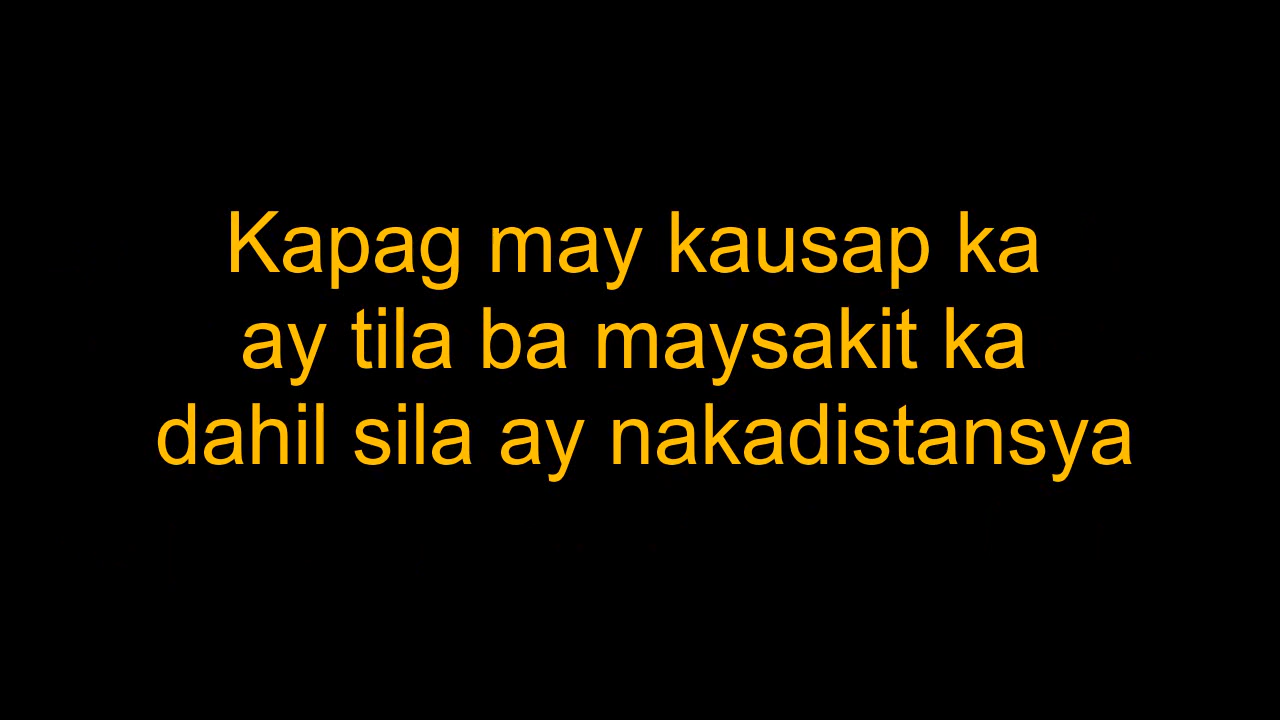 Kapag may kausap ka
ay tila ba maysakit ka
dahil sila ay nakadistansya